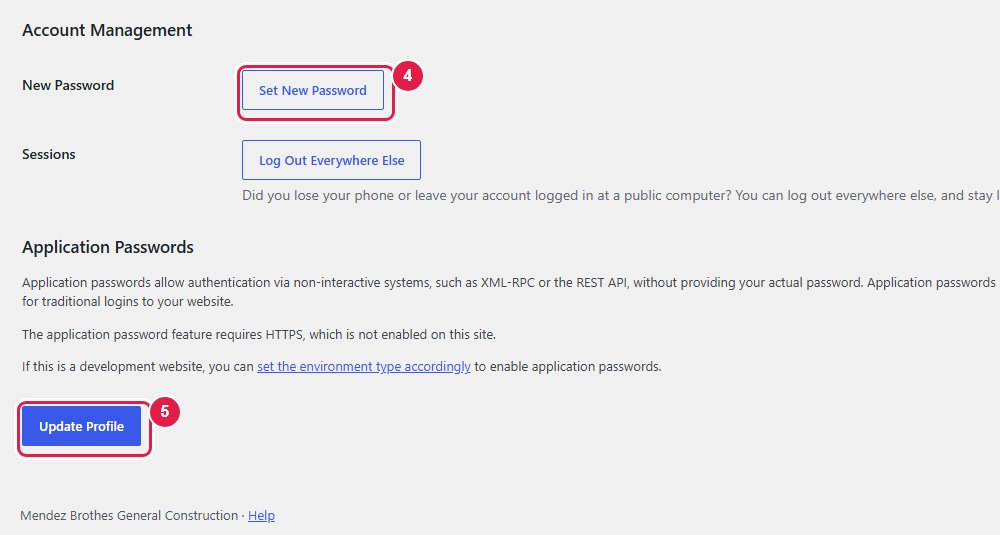 Account Management
New Password
Set New Password
4
Sessions
Log Out Everywhere Else
Did you lose your phone or leave your account logged in at a public computer? You can log out everywhere else, and stay l
Application Passwords
Application passwords allow authentication via non-interactive systems, such as XML-RPC or the REST API, without providing your actual password. Application passwords
for traditional logins to your website.
The application password feature requires HTTPS, which is not enabled on this site.
If this is a development website, you can set the environment type accordingly to enable application passwords.
Update Profile
5
Mendez Brothes General Construction · Help